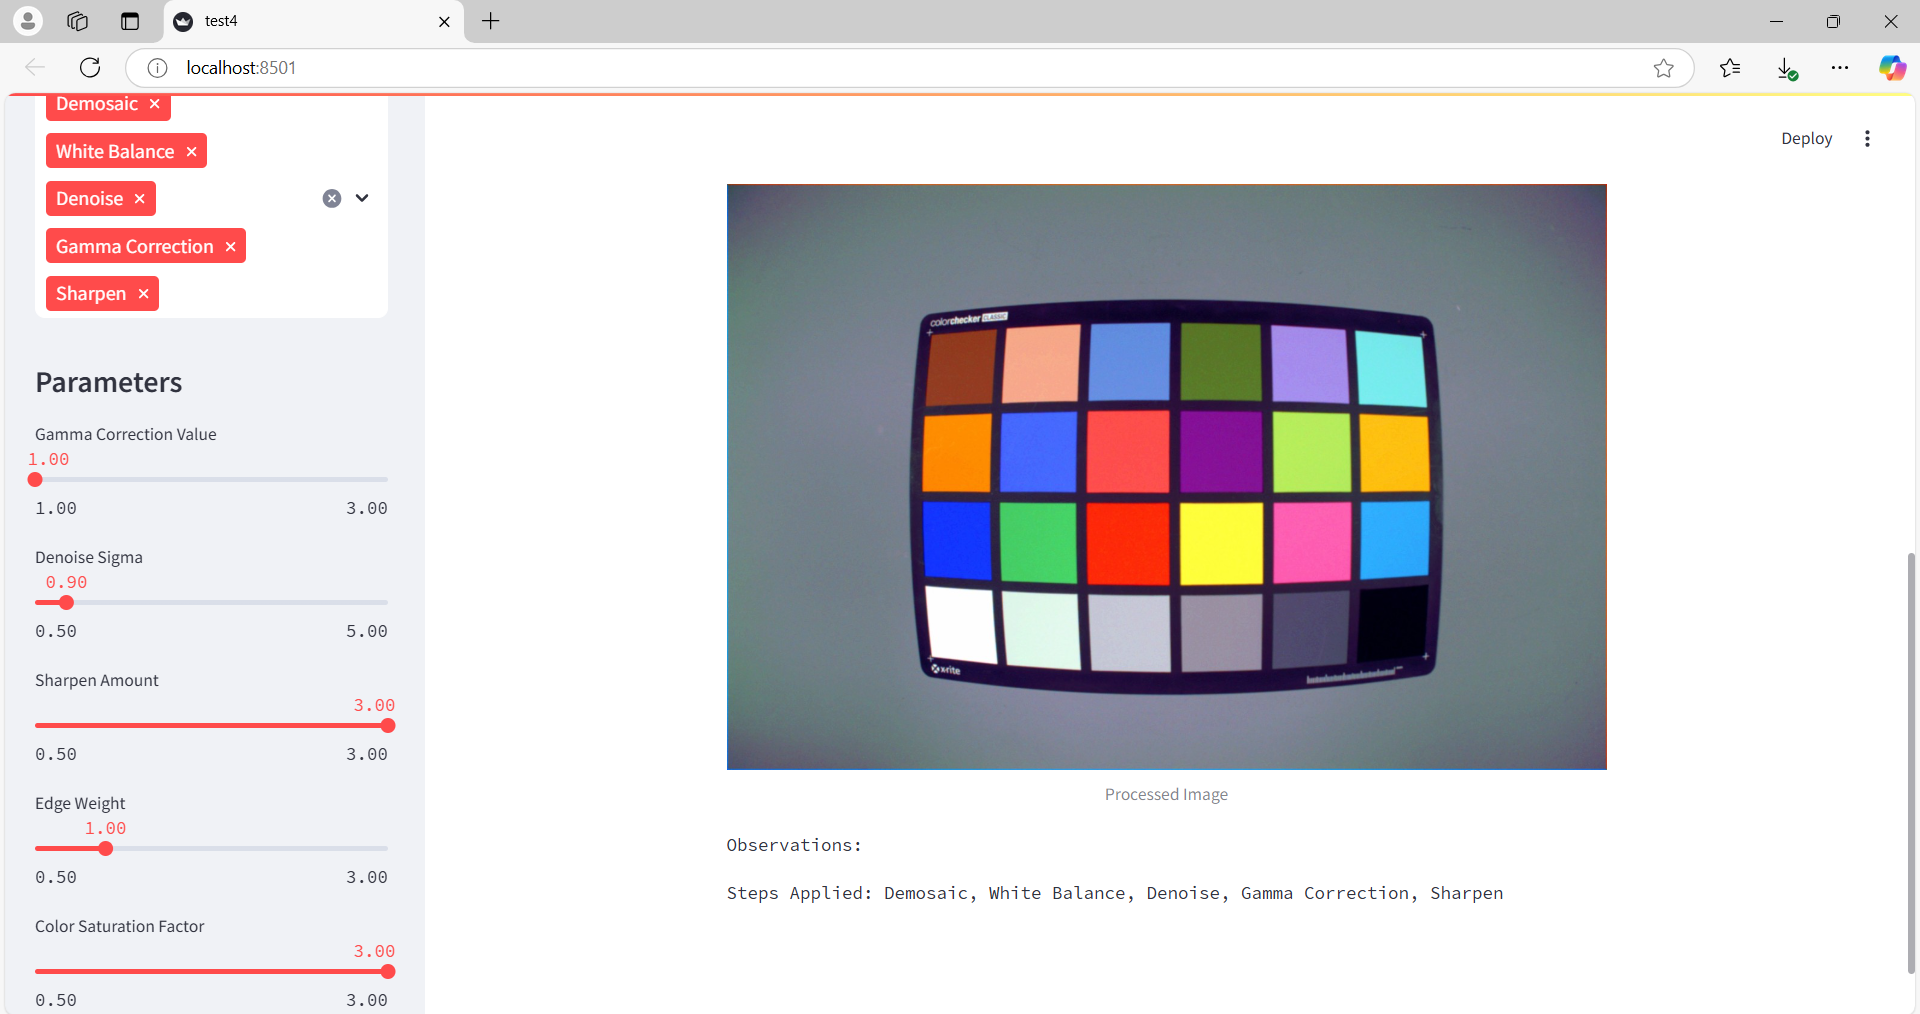 test4
localhost:8501
Deploy
Demosaic
White Balance
Denoise
Gamma Correction
Sharpen
Parameters
Gamma Correction Value
1.00
1.00 3.00
Denoise Sigma
0.90
0.50 5.00
Sharpen Amount
3.00
0.50 3.00
Edge Weight
1.00
0.50 3.00
Color Saturation Factor
3.00
0.50 3.00
colorchecker CLASSIC
x-rite
Processed Image
Observations:
Steps Applied: Demosaic, White Balance, Denoise, Gamma Correction, Sharpen